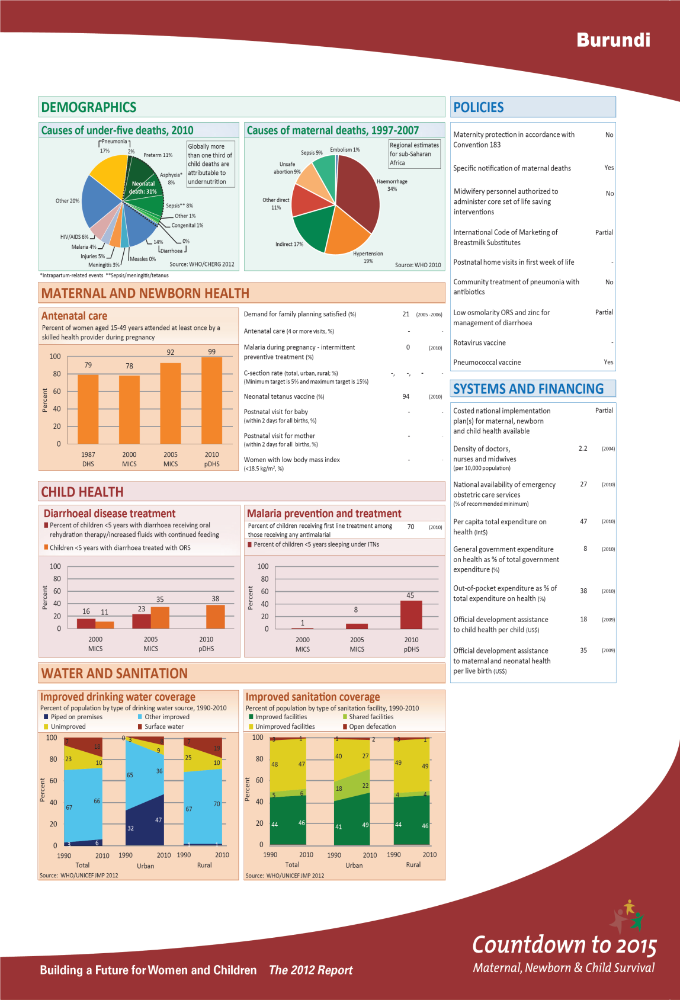 Burundi
DEMOGRAPHICS
Causes of under-five deaths, 2010
Pneumonia
17%
2%
Preterm 11%
Asphyxia*
8%
Neonatal
death: 31%
Sepsis** 8%
Other 1%
Congenital 1%
0%
14%
Diarrhoea
Measles 0%
Meningitis 3%
Injuries 5%
Malaria 4%
HIV/AIDS 6%
Other 20%
Globally more
than one third of
child deaths are
attributable to
undernutrition
Source: WHO/CHERG 2012
*Intrapartum-related events **Sepsis/meningitis/tetanus
Causes of maternal deaths, 1997-2007
Regional estimates
for sub-Saharan
Africa
Embolism 1%
Sepsis 9%
Unsafe
abortion 9%
Other direct
11%
Indirect 17%
Hypertension
19%
Haemorrhage
34%
Source: WHO 2010
MATERNAL AND NEWBORN HEALTH
Antenatal care
Percent of women aged 15-49 years attended at least once by a
skilled health provider during pregnancy
Percent
100
80
60
40
20
0
79
78
92
99
1987
DHS
2000
MICS
2005
MICS
2010
pDHS
Demand for family planning satisfied (%) 21 (2005 -2006)
Antenatal care (4 or more visits, %) - -
Malaria during pregnancy - intermittent
preventive treatment (%) 0 (2010)
C-section rate (total, urban, rural; %) -, -, - -
(Minimum target is 5% and maximum target is 15%)
Neonatal tetanus vaccine (%) 94 (2010)
Postnatal visit for baby - -
(within 2 days for all births, %)
Postnatal visit for mother - -
(within 2 days for all births, %)
Women with low body mass index - -
(<18.5 kg/m², %)
CHILD HEALTH
Diarrhoeal disease treatment
Percent of children <5 years with diarrhoea receiving oral
rehydration therapy/increased fluids with continued feeding
Children <5 years with diarrhoea treated with ORS
Percent
100
80
60
40
20
0
16
11
23
35
38
2000
MICS
2005
MICS
2010
pDHS
Malaria prevention and treatment
Percent of children receiving first line treatment among 70 (2010)
those receiving any antimalarial
Percent of children <5 years sleeping under ITNs
Percent
100
80
60
40
20
0
1
8
45
2000
MICS
2005
MICS
2010
pDHS
WATER AND SANITATION
Improved drinking water coverage
Percent of population by type of drinking water source, 1990-2010
Piped on premises
Other improved
Unimproved
Surface water
Percent
100
80
60
40
20
0
7
18
23
10
67
66
3
6
0
3
8
9
65
36
32
47
7
19
25
10
67
70
1
1
1990 2010 1990 2010 1990 2010
Total Urban Rural
Source: WHO/UNICEF JMP 2012
Improved sanitation coverage
Percent of population by type of sanitation facility, 1990-2010
Improved facilities
Shared facilities
Unimproved facilities
Open defecation
Percent
100
80
60
40
20
0
3
1
48
47
5
6
44
46
1
2
40
27
18
22
41
49
3
1
49
49
4
4
44
46
1990 2010 1990 2010 1990 2010
Total Urban Rural
Source: WHO/UNICEF JMP 2012
POLICIES
Maternity protection in accordance with No
Convention 183
Specific notification of maternal deaths Yes
Midwifery personnel authorized to No
administer core set of life saving
interventions
International Code of Marketing of Partial
Breastmilk Substitutes
Postnatal home visits in first week of life -
Community treatment of pneumonia with No
antibiotics
Low osmolarity ORS and zinc for Partial
management of diarrhoea
Rotavirus vaccine -
Pneumococcal vaccine Yes
SYSTEMS AND FINANCING
Costed national implementation Partial
plan(s) for maternal, newborn
and child health available
Density of doctors, 2.2 (2004)
nurses and midwives
(per 10,000 population)
National availability of emergency 27 (2010)
obstetric care services
(% of recommended minimum)
Per capita total expenditure on 47 (2010)
health (Int$)
General government expenditure 8 (2010)
on health as % of total government
expenditure (%)
Out-of-pocket expenditure as % of 38 (2010)
total expenditure on health (%)
Official development assistance 18 (2009)
to child health per child (US$)
Official development assistance 35 (2009)
to maternal and neonatal health
per live birth (US$)
Countdown to 2015
Maternal, Newborn & Child Survival
Building a Future for Women and Children The 2012 Report